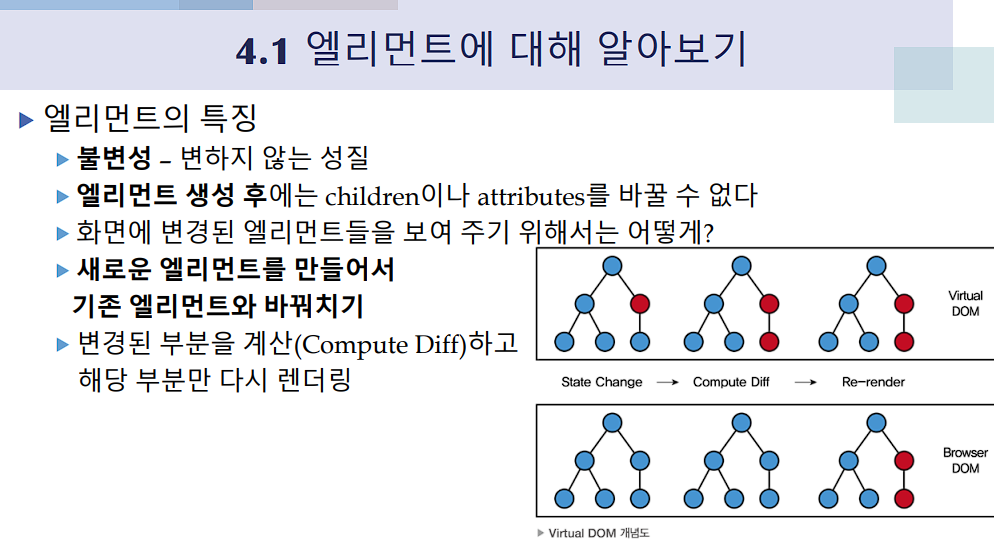 4.1 엘리먼트에 대해 알아보기
엘리먼트의 특징
불변성 – 변하지 않는 성질
엘리먼트 생성 후에는 children이나 attributes를 바꿀 수 없다
화면에 변경된 엘리먼트들을 보여 주기 위해서는 어떻게?
새로운 엘리먼트를 만들어서
기존 엘리먼트와 바꿔치기
변경된 부분을 계산(Compute Diff)하고
해당 부분만 다시 렌더링
Virtual
DOM
State Change → Compute Diff → Re-render
Browser
DOM
Virtual DOM 개념도